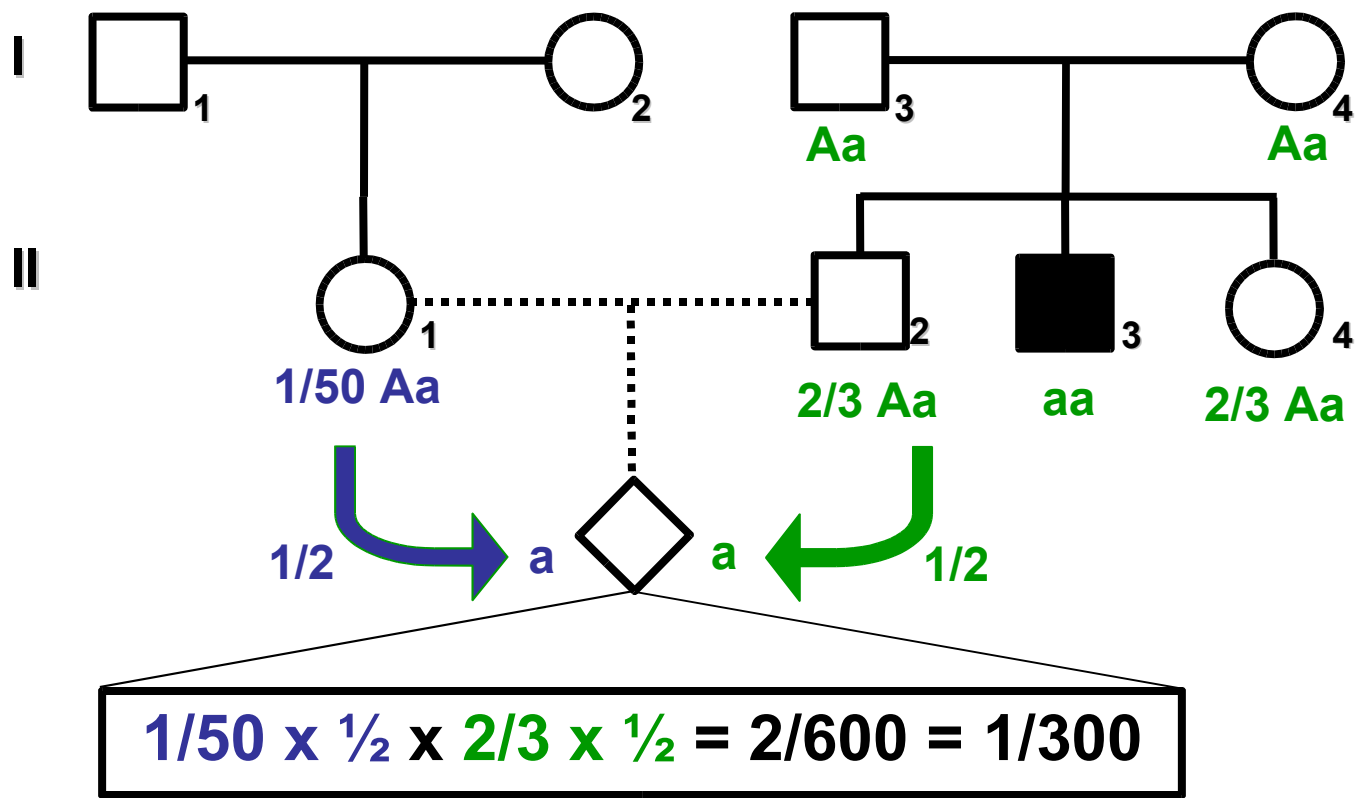 I
1
2
3
4
Aa
Aa
II
1
2
3
4
1/50 Aa
2/3 Aa
aa
2/3 Aa
1/2
a
a
1/2
1/50 x ½ x 2/3 x ½ = 2/600 = 1/300